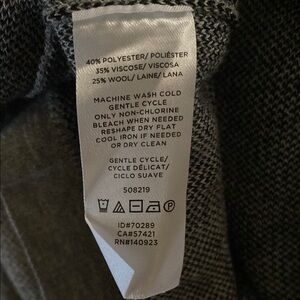 40% POLYESTER/ POLIÉSTER
35% VISCOSE/ VISCOSA
25% WOOL/ LAINE/ LANA
MACHINE WASH COLD
GENTLE CYCLE
ONLY NON-CHLORINE
BLEACH WHEN NEEDED
RESHAPE DRY FLAT
COOL IRON IF NEEDED
OR DRY CLEAN
GENTLE CYCLE/
CYCLE DÉLICAT/
CICLO SUAVE
508219
ID#70289
CA#57421
RN#140923